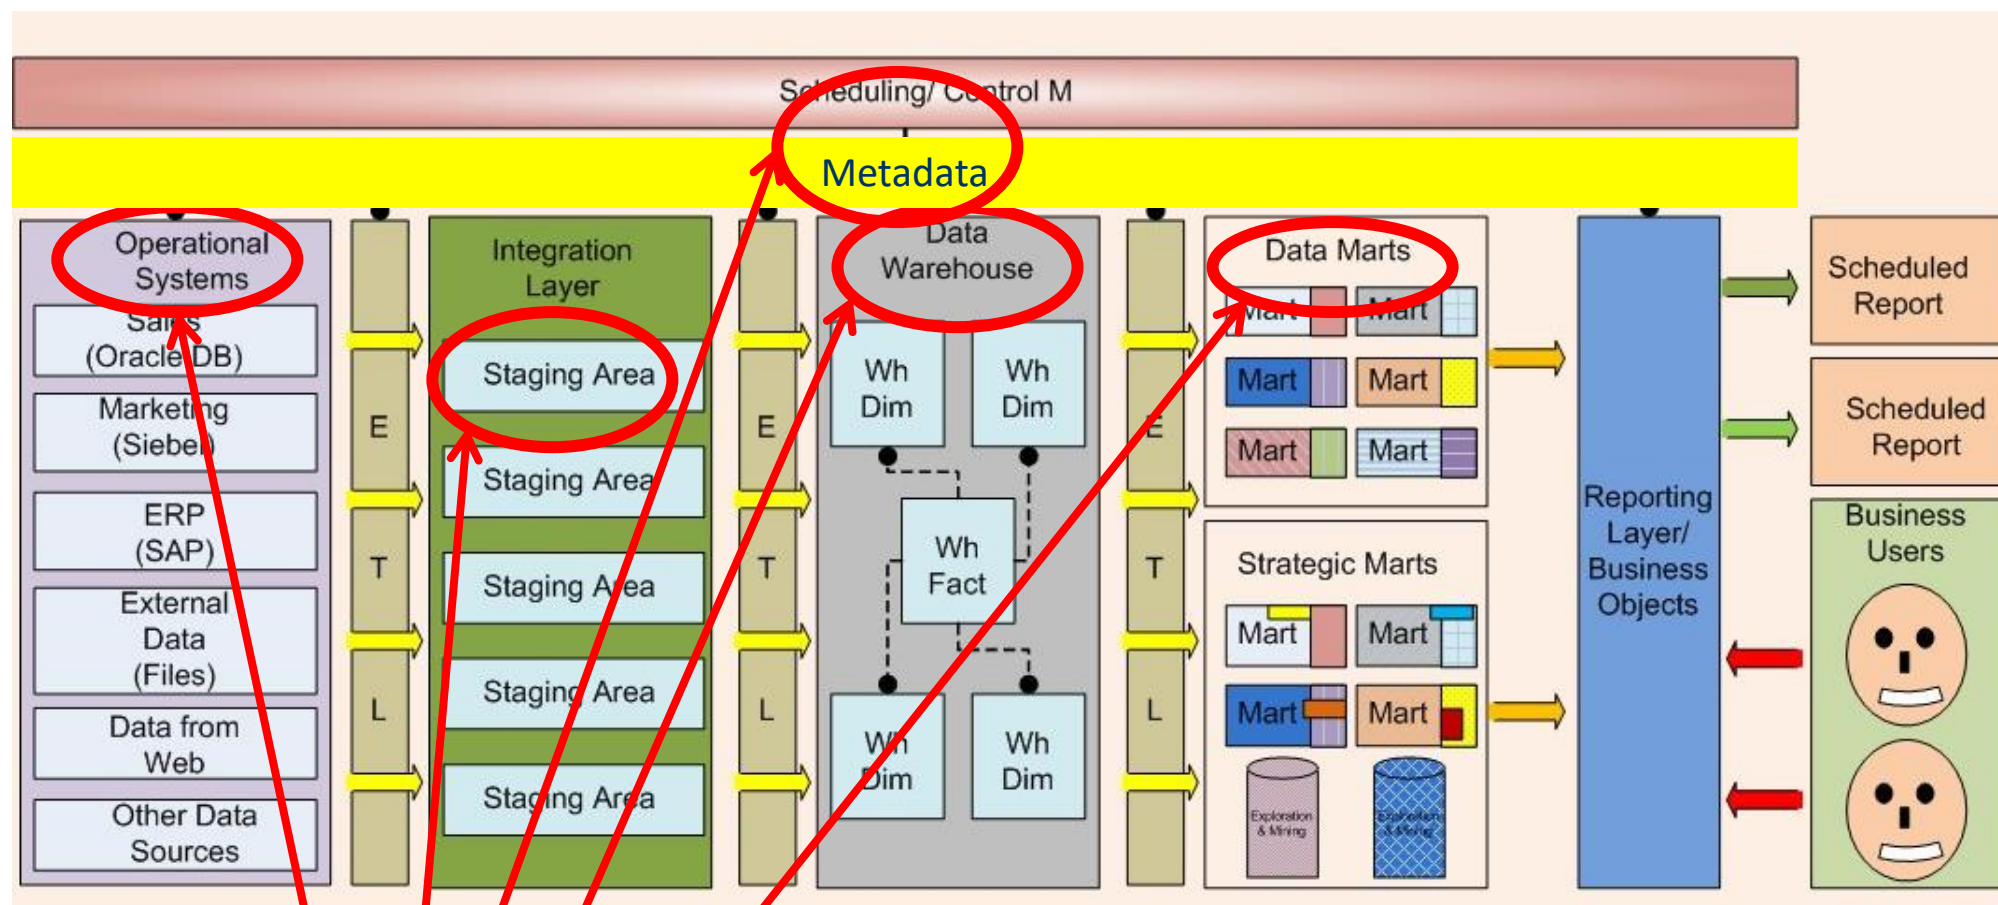 Scheduling/ Control M
Metadata
Operational
Systems
Sales
(Oracle DB)
Marketing
(Siebel)
ERP
(SAP)
External
Data
(Files)
Data from
Web
Other Data
Sources
E
T
L
Integration
Layer
Staging Area
Staging Area
Staging Area
Staging Area
Staging Area
E
T
L
Data
Warehouse
Wh
Dim
Wh
Dim
Wh
Fact
Wh
Dim
Wh
Dim
E
T
L
Data Marts
Mart
Mart
Mart
Mart
Mart
Mart
Strategic Marts
Mart
Mart
Mart
Mart
Exploration
& Mining
Exploration
& Mining
Reporting
Layer/
Business
Objects
Scheduled
Report
Scheduled
Report
Business
Users